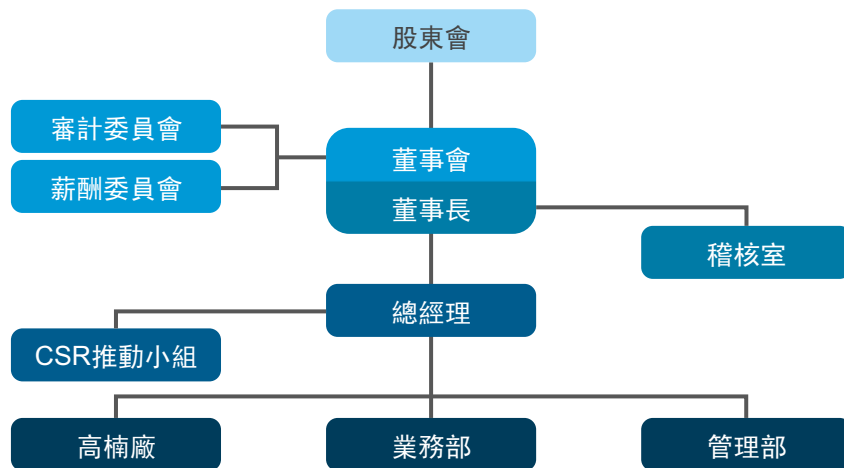 股東會
審計委員會
薪酬委員會
董事會
董事長
稽核室
總經理
CSR推動小組
高楠廠
業務部
管理部